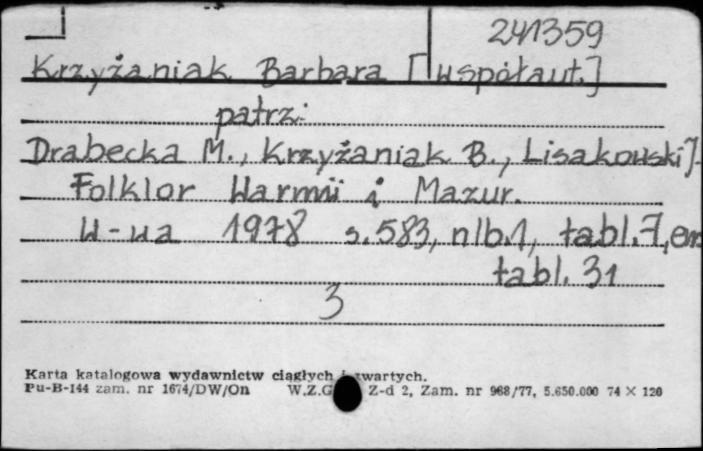 241359
Krzyżaniak Barbara [współaut.]
patrz:
Drabecka M., Krzyżaniak B., Lisakowski J.
Folklor Warmii i Mazur.
W-wa 1978 s. 583, nlb. 1, tabl. 7, err.
tabl. 31
3
Karta katalogowa wydawnictw ciągłych i zwartych.
Pu-B-144 zam. nr 1674/DW/On W.Z.G Z-d 2, Zam. nr 968/77, 5.650.000 74 × 120